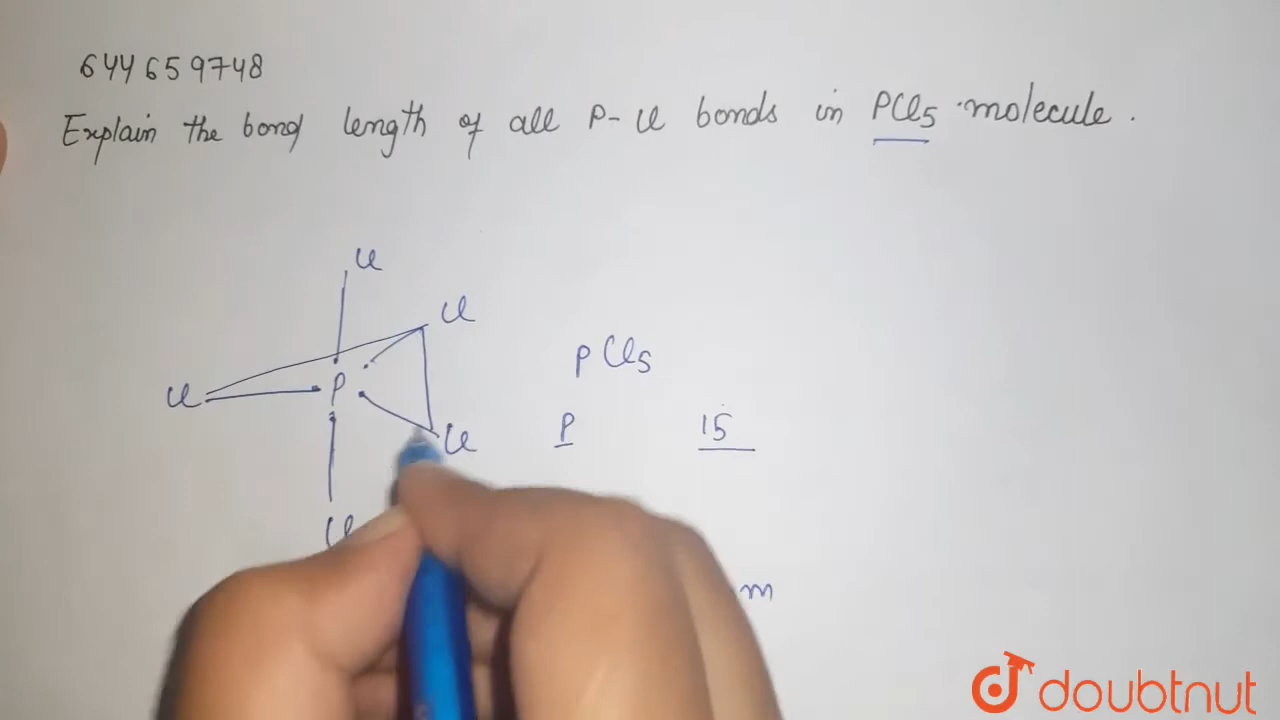 644659748
Explain the bond length of all P-Cl bonds in PCl5 molecule.
Cl
Cl
Cl P
PCl5
Cl
P 15
Cl
m
doubtnut